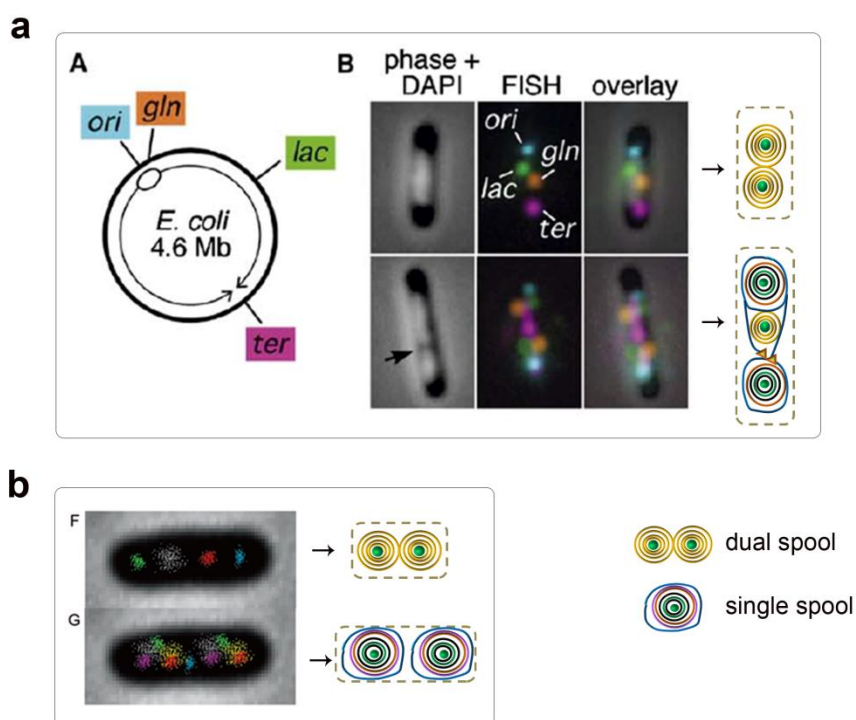 a
A
ori
gln
lac
E. coli
4.6 Mb
ter
B
phase +
DAPI
FISH
overlay
ori
gln
lac
ter
b
F
G
dual spool
single spool